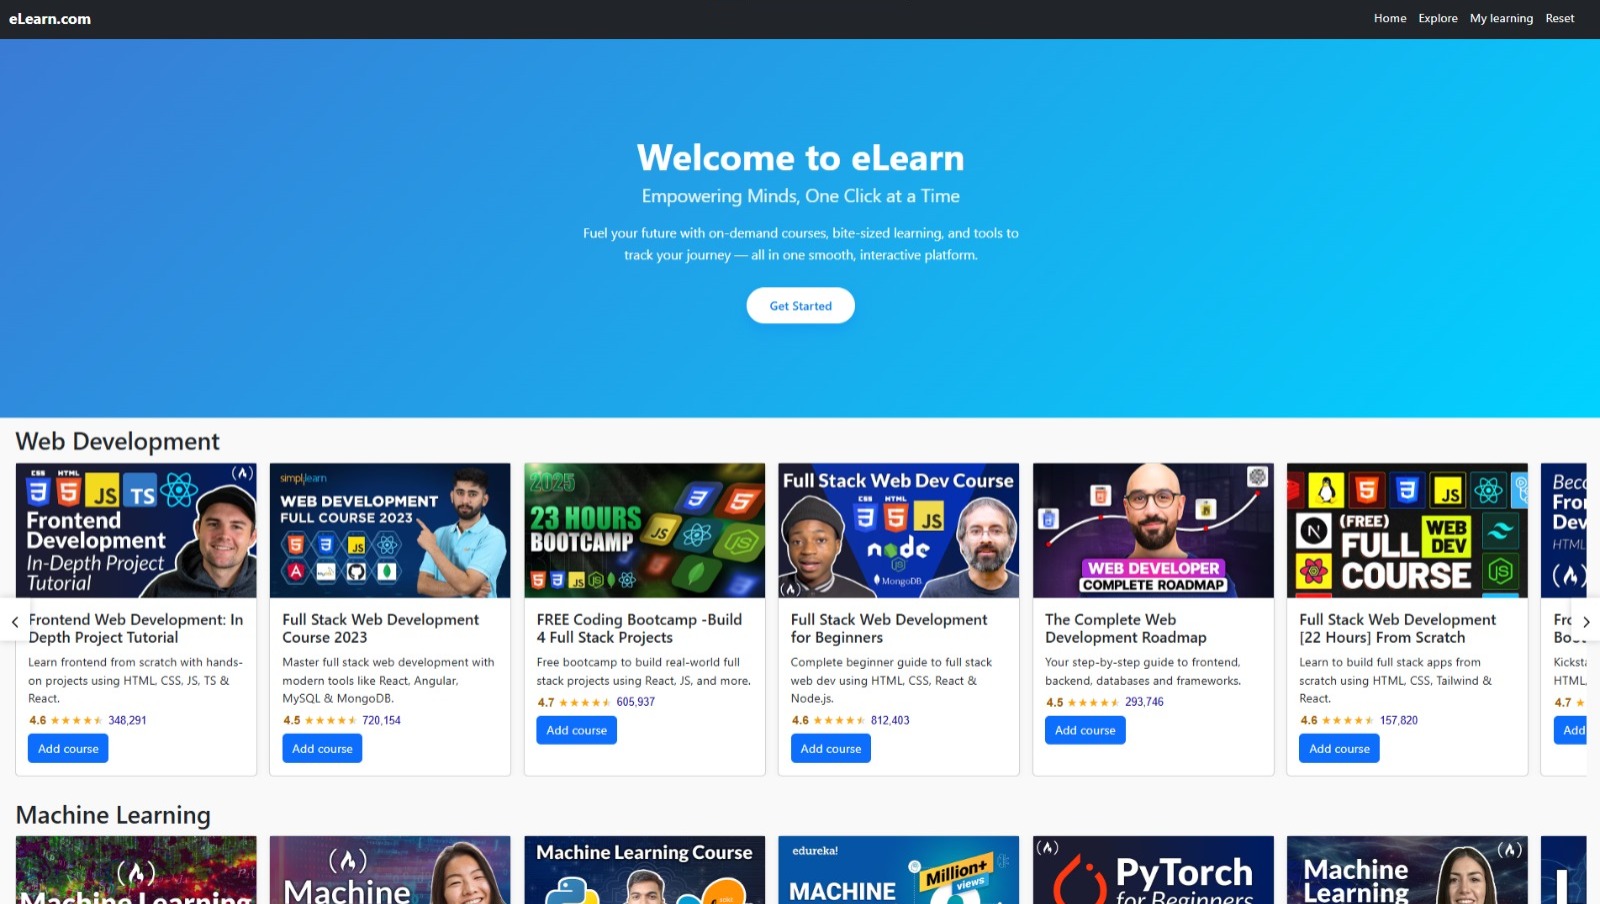 eLearn.com
Home Explore My learning Reset
Welcome to eLearn
Empowering Minds, One Click at a Time
Fuel your future with on-demand courses, bite-sized learning, and tools to
track your journey — all in one smooth, interactive platform.
Get Started
Web Development
CSS HTML
JS TS
Frontend
Development
In-Depth Project
Tutorial
Frontend Web Development: In
Depth Project Tutorial
Learn frontend from scratch with hands-
on projects using HTML, CSS, JS, TS &
React.
4.6 348,291
Add course
simplilearn
WEB DEVELOPMENT
FULL COURSE 2023
JS
Full Stack Web Development
Course 2023
Master full stack web development with
modern tools like React, Angular,
MySQL & MongoDB.
4.5 720,154
Add course
2025
23 HOURS
BOOTCAMP
JS
FREE Coding Bootcamp -Build
4 Full Stack Projects
Free bootcamp to build real-world full
stack projects using React, JS, and more.
4.7 605,937
Add course
Full Stack Web Dev Course
CSS HTML
JS
node
JS
MongoDB
Full Stack Web Development
for Beginners
Complete beginner guide to full stack
web dev using HTML, CSS, React &
Node.js.
4.6 812,403
Add course
WEB DEVELOPER
COMPLETE ROADMAP
The Complete Web
Development Roadmap
Your step-by-step guide to frontend,
backend, databases and frameworks.
4.5 293,746
Add course
JS
N
(FREE)
FULL
WEB
DEV
COURSE
Full Stack Web Development
[22 Hours] From Scratch
Learn to build full stack apps from
scratch using HTML, CSS, Tailwind &
React.
4.6 157,820
Add course
HTML
HTML,
4.7
Add
Machine Learning
Machine Learning
Machine
Machine Learning Course
edureka!
MACHINE
Million+
views
PyTorch
for Beginners
Machine
Learning